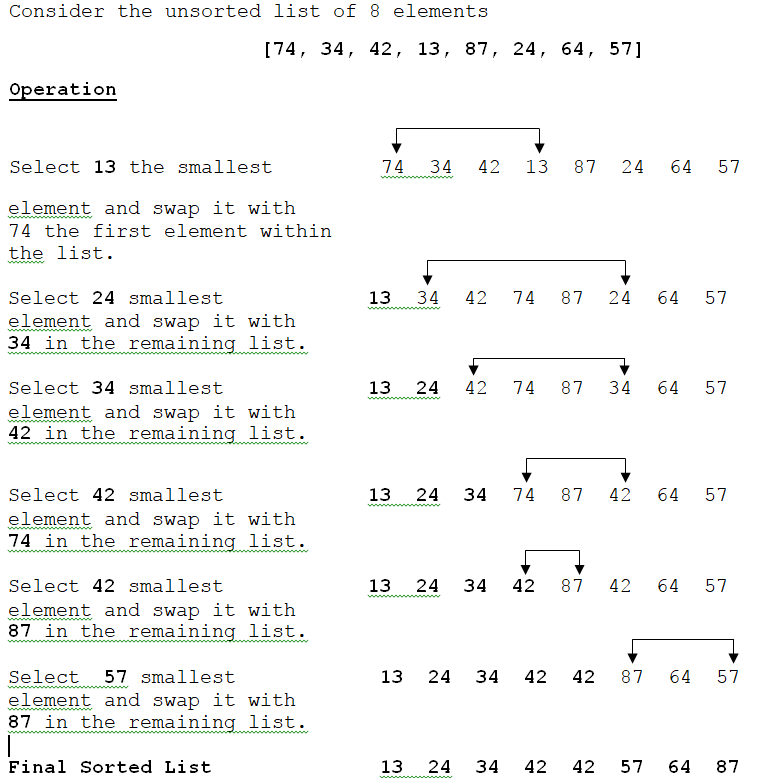 Consider the unsorted list of 8 elements
[74, 34, 42, 13, 87, 24, 64, 57]
Operation
Select 13 the smallest 74 34 42 13 87 24 64 57
element and swap it with
74 the first element within
the list.
Select 24 smallest 13 34 42 74 87 24 64 57
element and swap it with
34 in the remaining list.
Select 34 smallest 13 24 42 74 87 34 64 57
element and swap it with
42 in the remaining list.
Select 42 smallest 13 24 34 74 87 42 64 57
element and swap it with
74 in the remaining list.
Select 42 smallest 13 24 34 42 87 42 64 57
element and swap it with
87 in the remaining list.
Select 57 smallest 13 24 34 42 42 87 64 57
element and swap it with
87 in the remaining list.
Final Sorted List 13 24 34 42 42 57 64 87